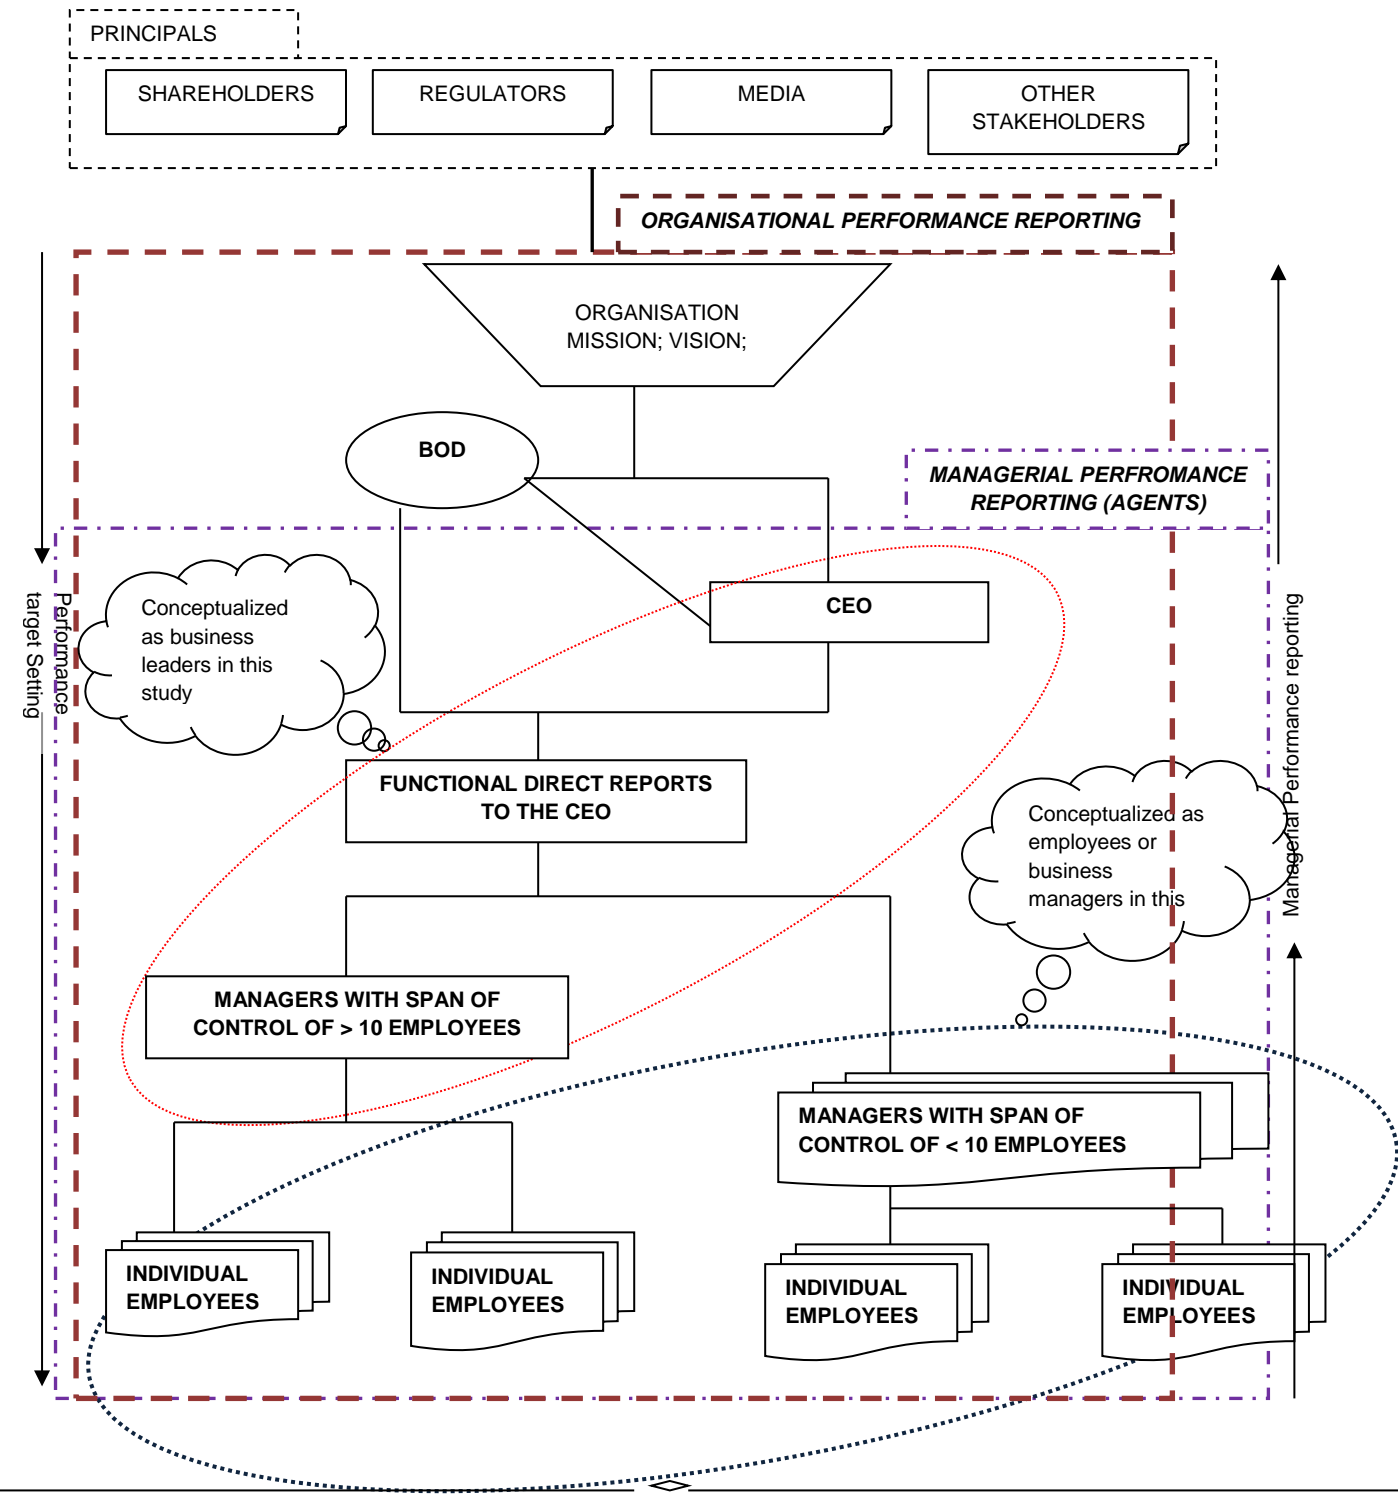 PRINCIPALS
SHAREHOLDERS
REGULATORS
MEDIA
OTHER
STAKEHOLDERS
ORGANISATIONAL PERFORMANCE REPORTING
ORGANISATION
MISSION; VISION;
BOD
MANAGERIAL PERFROMANCE
REPORTING (AGENTS)
CEO
Conceptualized
as business
leaders in this
study
Performance
target Setting
Managerial Performance reporting
FUNCTIONAL DIRECT REPORTS
TO THE CEO
Conceptualized as
employees or
business
managers in this
MANAGERS WITH SPAN OF
CONTROL OF > 10 EMPLOYEES
MANAGERS WITH SPAN OF
CONTROL OF < 10 EMPLOYEES
INDIVIDUAL
EMPLOYEES
INDIVIDUAL
EMPLOYEES
INDIVIDUAL
EMPLOYEES
INDIVIDUAL
EMPLOYEES